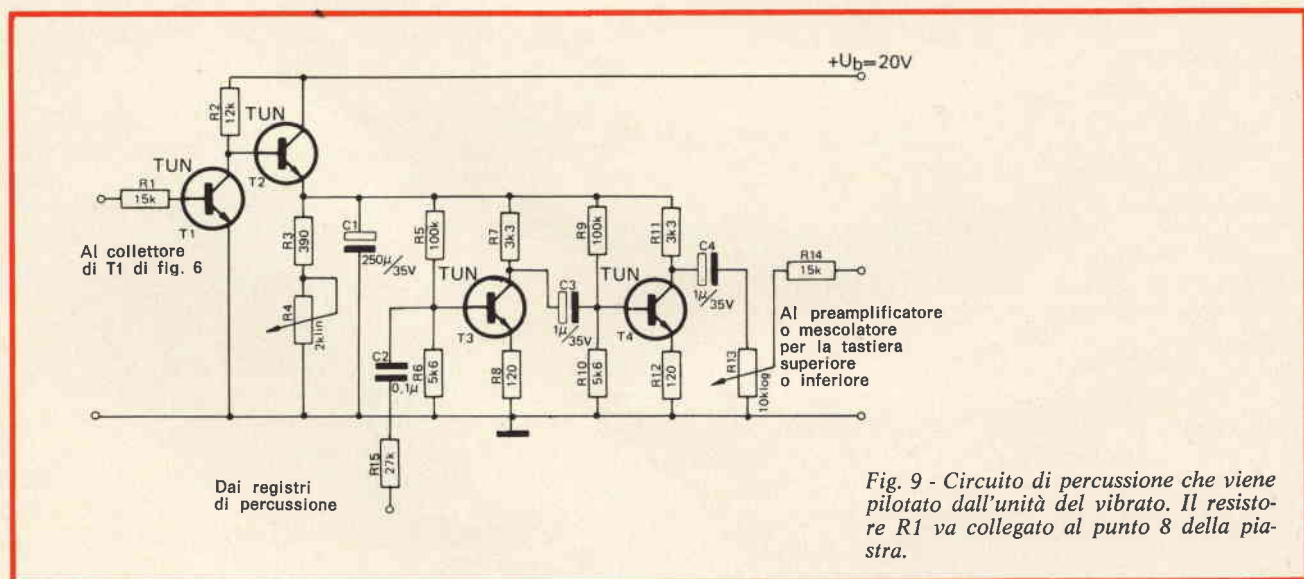 +Ub=20V
R2
12k
TUN
T2
TUN
R1
15k
T1
Al collettore
di T1 di fig. 6
R3
390
R4
2klin
C1
250µ/35V
R5
100k
R7
3k3
R9
100k
R11
3k3
C4
1µ/35V
R14
15k
TUN
T3
C3
1µ/35V
TUN
T4
Al preamplificatore
o mescolatore
per la tastiera
superiore
o inferiore
C2
0,1µ
R6
5k6
R8
120
R10
5k6
R12
120
R13
10klog
R15
27k
Dai registri
di percussione
Fig. 9 - Circuito di percussione che viene
pilotato dall'unità del vibrato. Il resisto-
re R1 va collegato al punto 8 della pia-
stra.